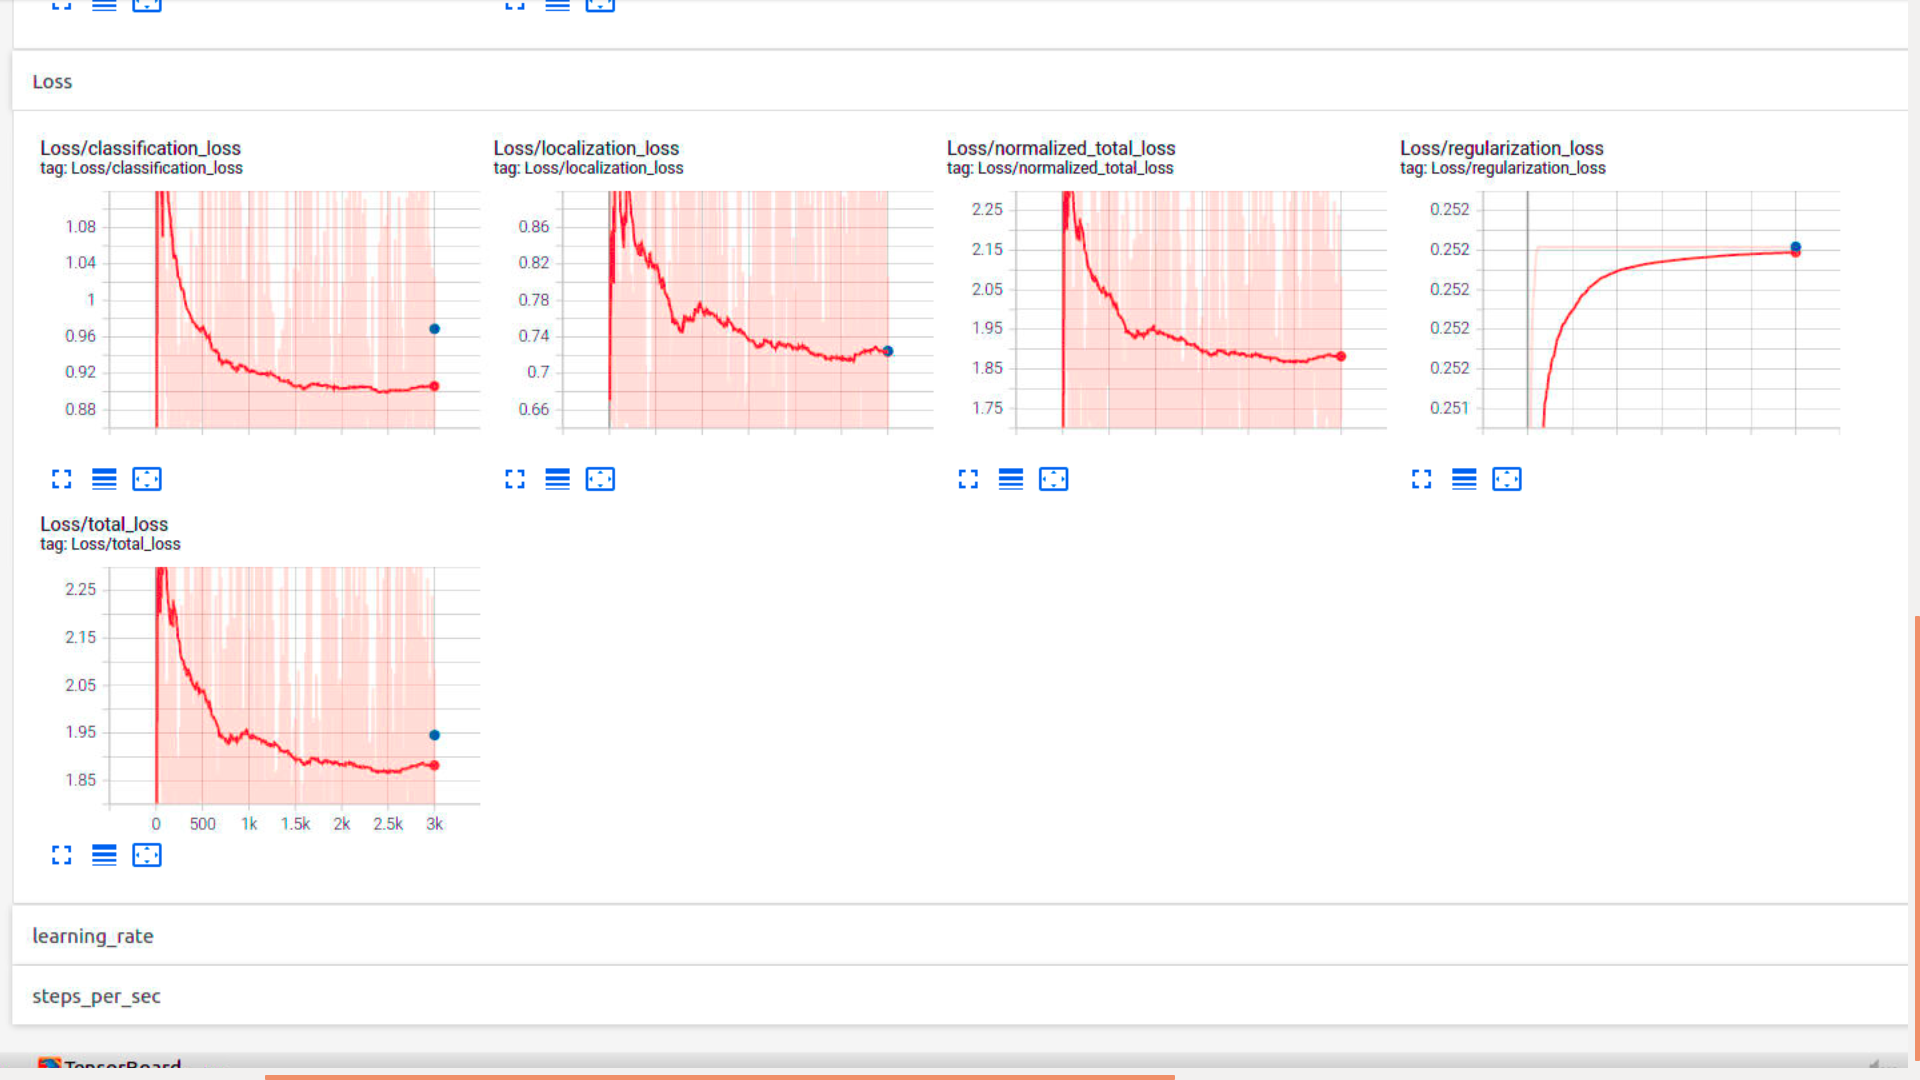 Loss
Loss/classification_loss
tag: Loss/classification_loss
1.08
1.04
1
0.96
0.92
0.88
Loss/localization_loss
tag: Loss/localization_loss
0.86
0.82
0.78
0.74
0.7
0.66
Loss/normalized_total_loss
tag: Loss/normalized_total_loss
2.25
2.15
2.05
1.95
1.85
1.75
Loss/regularization_loss
tag: Loss/regularization_loss
0.252
0.252
0.252
0.252
0.252
0.251
Loss/total_loss
tag: Loss/total_loss
2.25
2.15
2.05
1.95
1.85
0 500 1k 1.5k 2k 2.5k 3k
learning_rate
steps_per_sec
TensorBoard